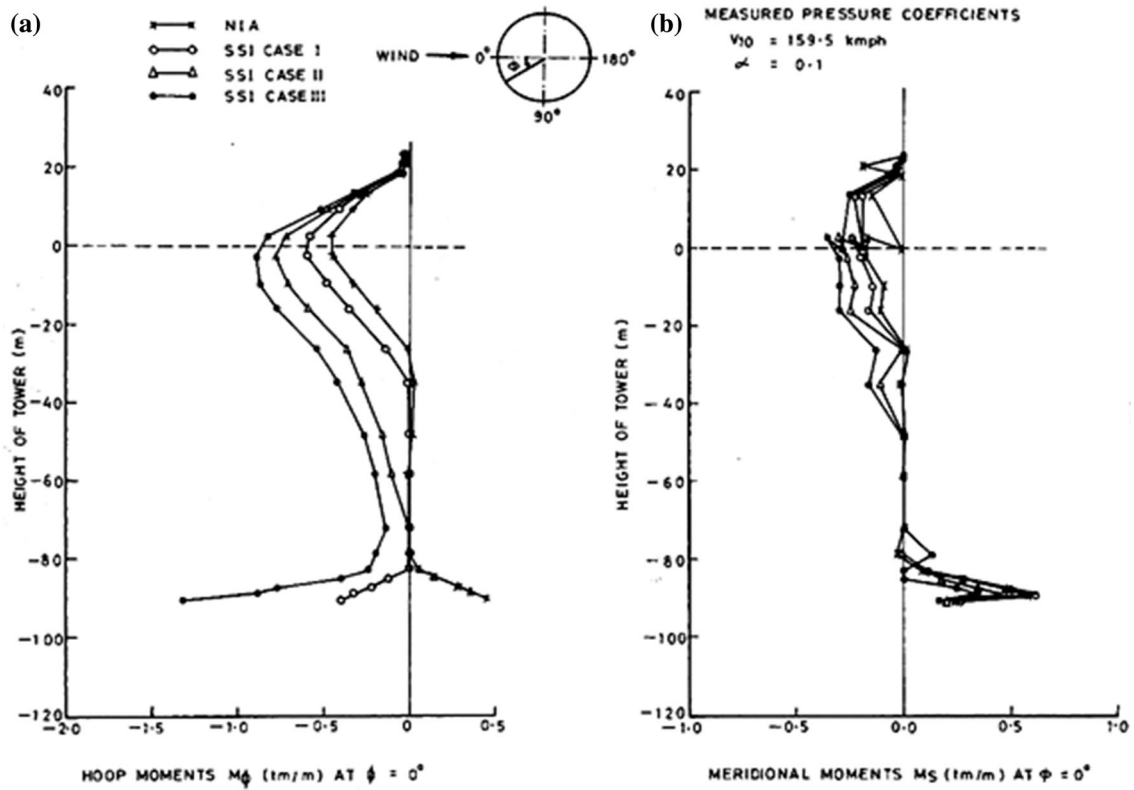 (a)
NIA
SSI CASE I
SSI CASE II
SSI CASE III
WIND 0° Φ 180°
90°
HEIGHT OF TOWER (m)
40
20
0
-20
-40
-60
-80
-100
-120
-2.0 -1.5 -1.0 -0.5 0 0.5
HOOP MOMENTS Mϕ (tm/m) AT ϕ = 0°
(b)
MEASURED PRESSURE COEFFICIENTS
V10 = 159.5 kmph
α = 0.1
HEIGHT OF TOWER (m)
40
20
0
-20
-40
-60
-80
-100
-120
-1.0 -0.5 0.0 0.5 1.0
MERIDIONAL MOMENTS MS (tm/m) AT Φ = 0°